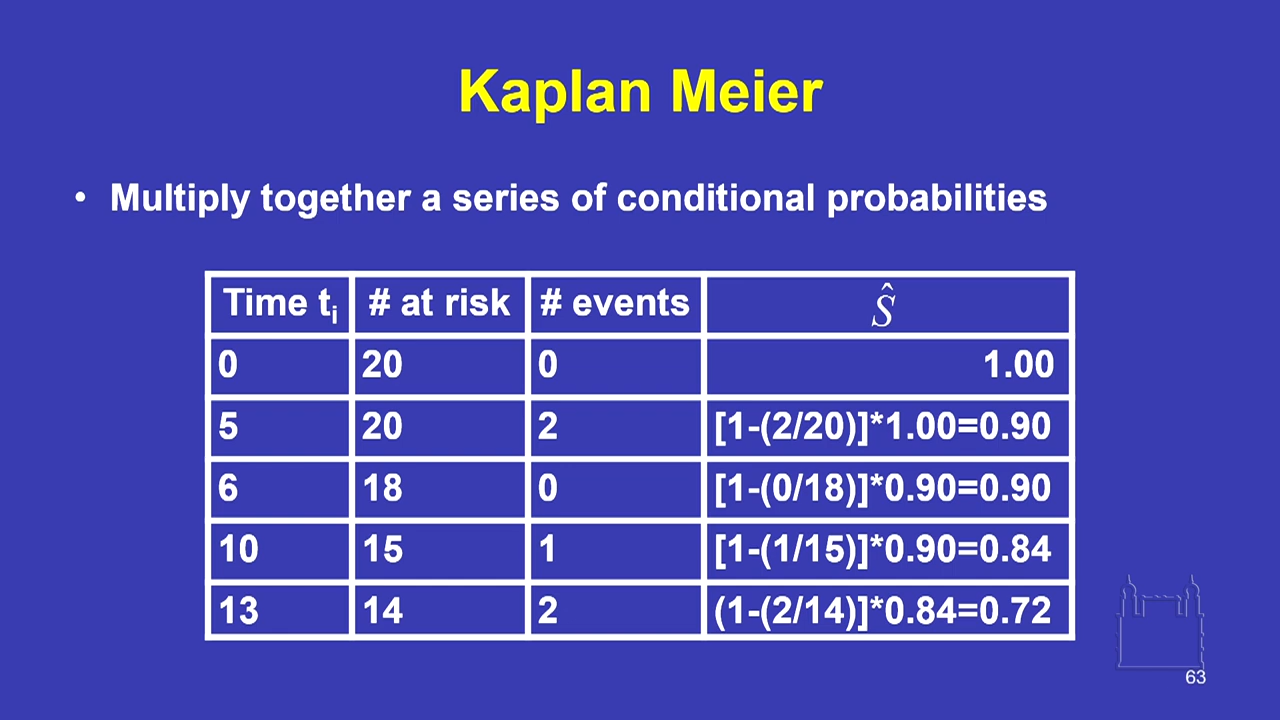 Kaplan Meier
• Multiply together a series of conditional probabilities
Time ti # at risk # events Ŝ
0 20 0 1.00
5 20 2 [1-(2/20)]*1.00=0.90
6 18 0 [1-(0/18)]*0.90=0.90
10 15 1 [1-(1/15)]*0.90=0.84
13 14 2 (1-(2/14)]*0.84=0.72
63